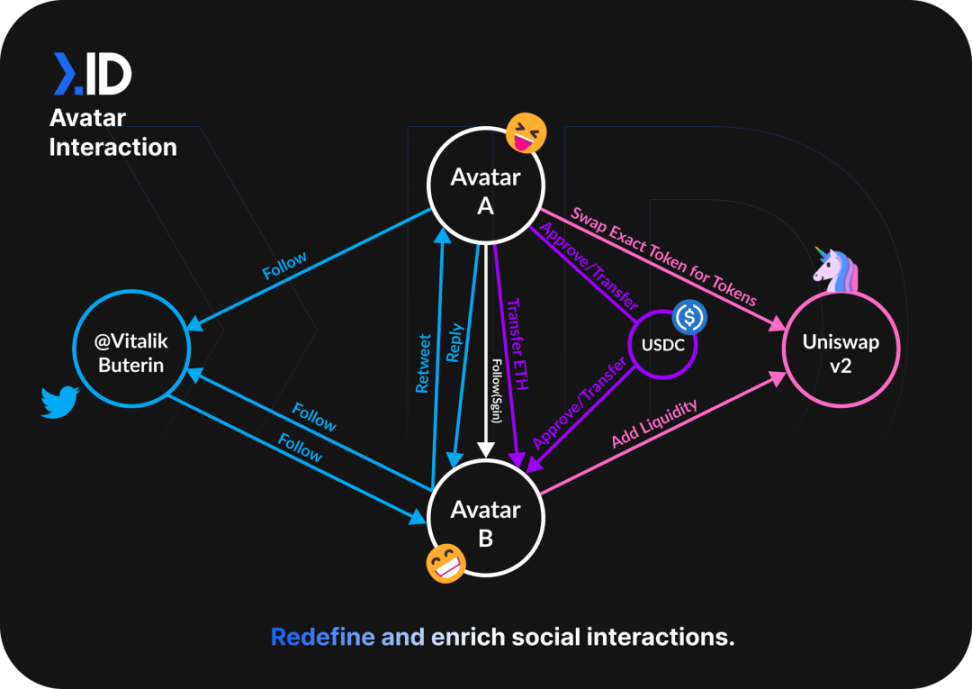 .ID
Avatar
Interaction
Avatar
A
Swap Exact Token for Tokens
Approve/Transfer
Follow
@Vitalik
Buterin
Retweet
Reply
Follow(Sgin)
Transfer ETH
USDC
Uniswap
v2
Approve/Transfer
Follow
Follow
Add Liquidity
Avatar
B
Redefine and enrich social interactions.